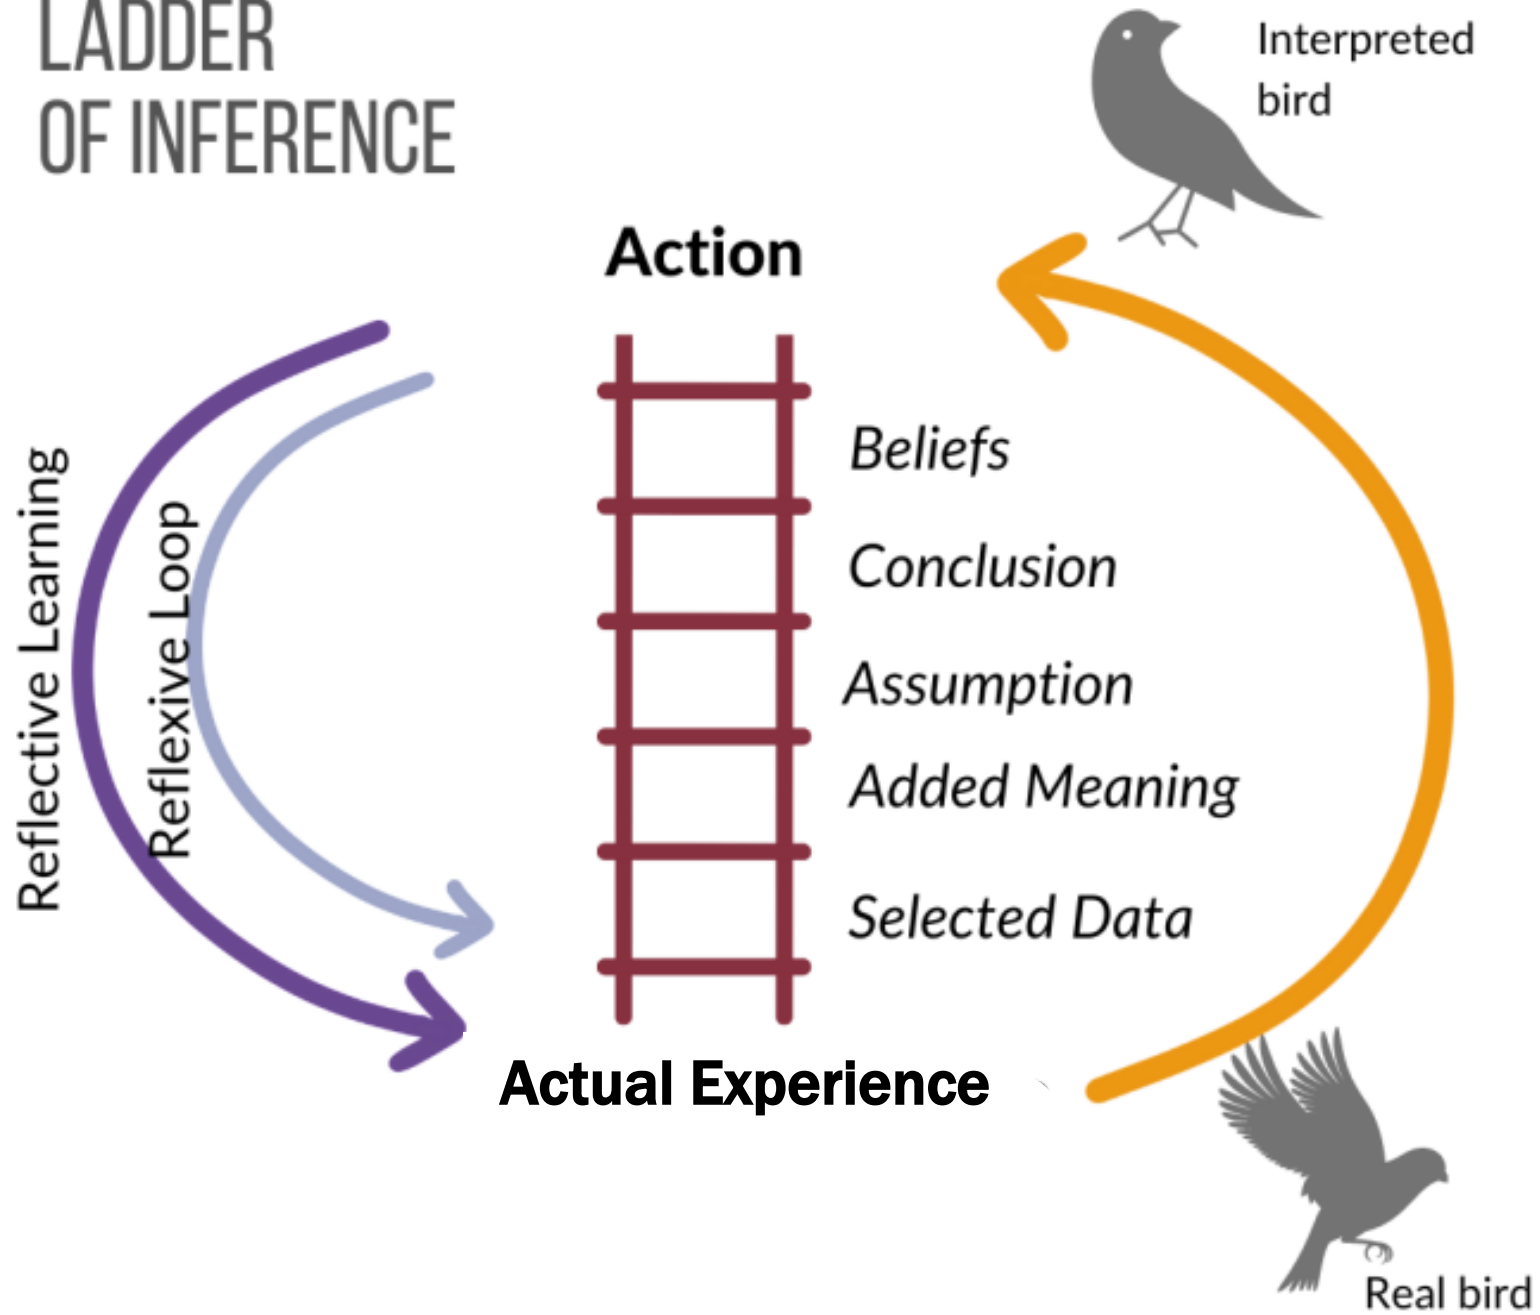 LADDER
OF INFERENCE
Interpreted
bird
Action
Beliefs
Conclusion
Assumption
Added Meaning
Selected Data
Actual Experience
Reflective Learning
Reflexive Loop
Real bird